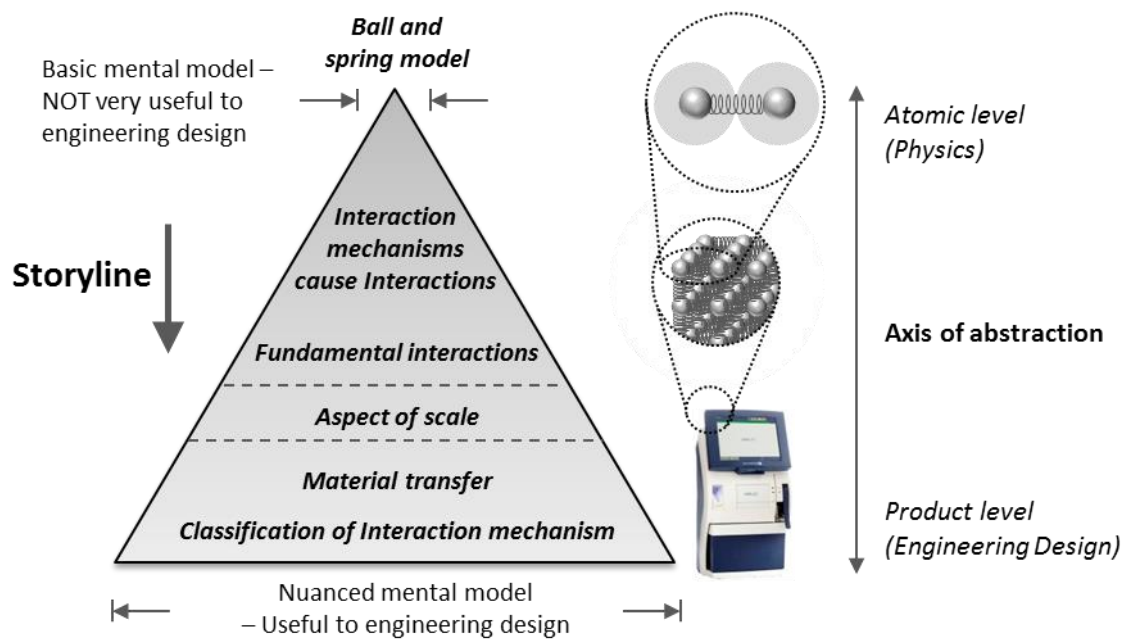 Ball and
spring model
Basic mental model –
NOT very useful to
engineering design
Atomic level
(Physics)
Interaction
mechanisms
cause Interactions
Storyline
Axis of abstraction
Fundamental interactions
Aspect of scale
Material transfer
Classification of Interaction mechanism
Product level
(Engineering Design)
Nuanced mental model
– Useful to engineering design